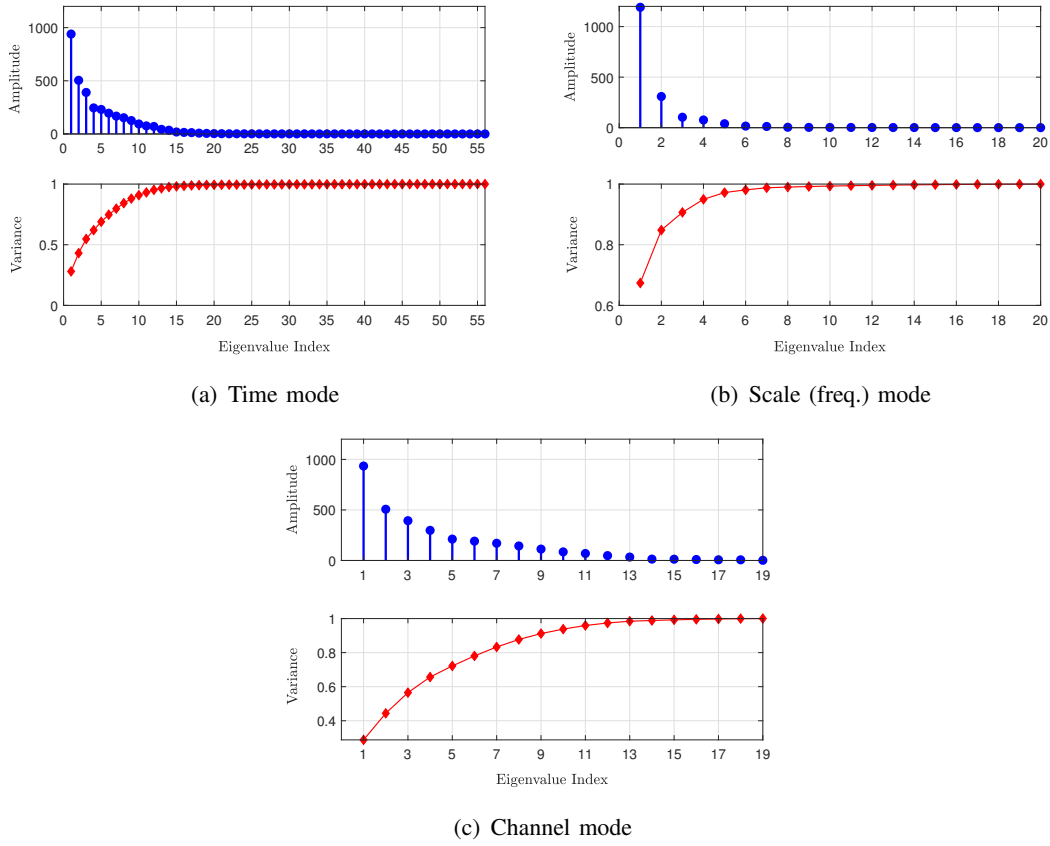 1000
500
0
Amplitude
0 5 10 15 20 25 30 35 40 45 50 55
1
0.5
0
Variance
0 5 10 15 20 25 30 35 40 45 50 55
Eigenvalue Index
(a) Time mode
1000
500
0
Amplitude
0 2 4 6 8 10 12 14 16 18 20
1
0.8
0.6
Variance
0 2 4 6 8 10 12 14 16 18 20
Eigenvalue Index
(b) Scale (freq.) mode
1000
500
0
Amplitude
1 3 5 7 9 11 13 15 17 19
1
0.8
0.6
0.4
Variance
1 3 5 7 9 11 13 15 17 19
Eigenvalue Index
(c) Channel mode